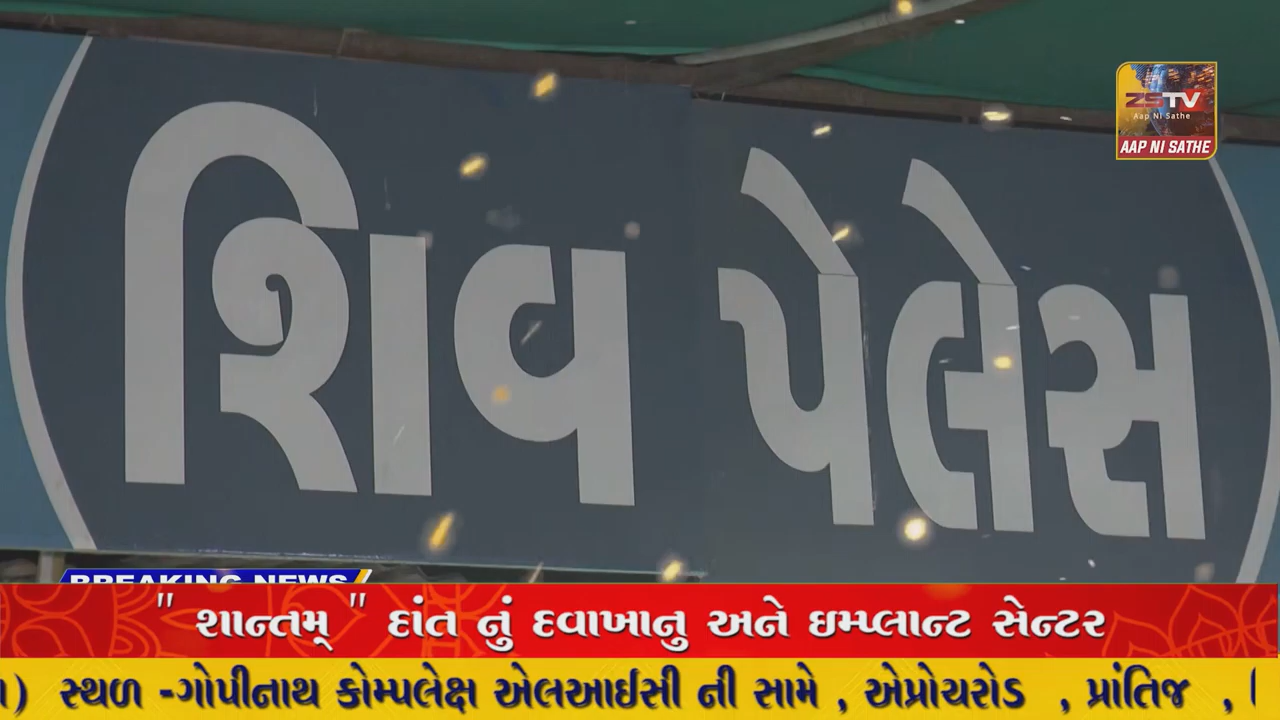 શિવ પેલેસ
ZSTV
Aap Ni Sathe
AAP NI SATHE
BREAKING NEWS
" શાન્તમ્ " દાંત નું દવાખાનુ અને ઇમ્પ્લાન્ટ સેન્ટર
સ્થળ -ગોપીનાથ કોમ્પલેક્ષ એલઆઈસી ની સામે , એપ્રોચરોડ , પ્રાંતિજ ,